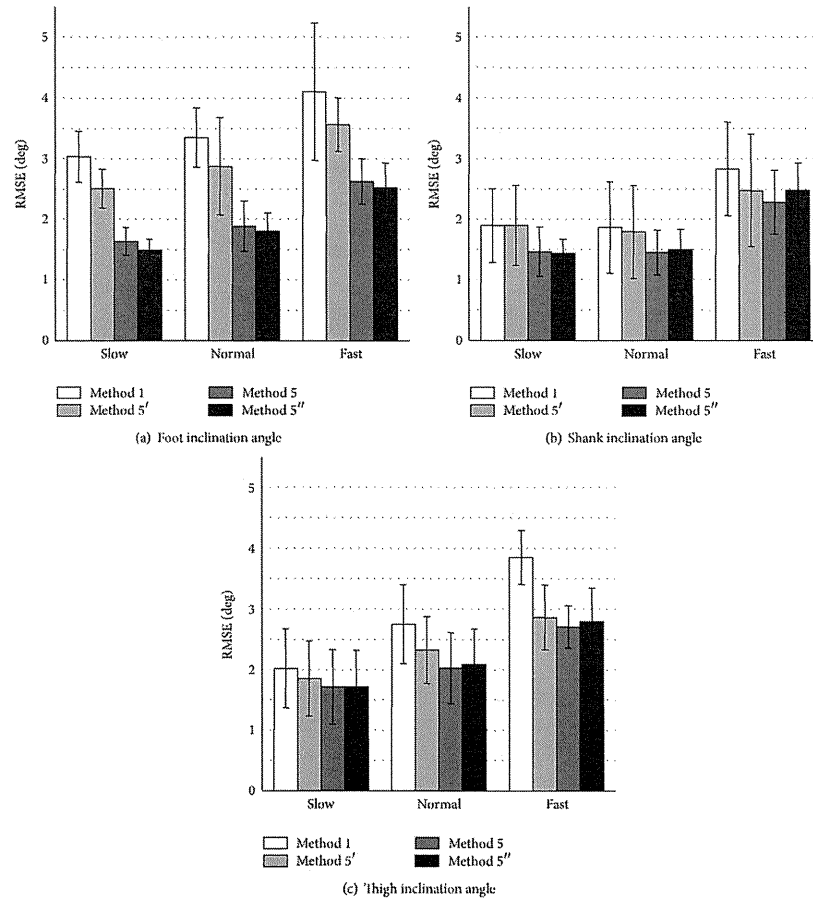 5
4
3
2
1
0
RMSE (deg)
Slow Normal Fast
Method 1 Method 5
Method 5′ Method 5″
(a) Foot inclination angle
5
4
3
2
1
0
RMSE (deg)
Slow Normal Fast
Method 1 Method 5
Method 5′ Method 5″
(b) Shank inclination angle
5
4
3
2
1
0
RMSE (deg)
Slow Normal Fast
Method 1 Method 5
Method 5′ Method 5″
(c) Thigh inclination angle